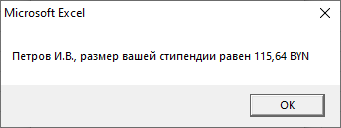 Microsoft Excel
Петров И.В., размер вашей стипендии равен 115,64 BYN
OK